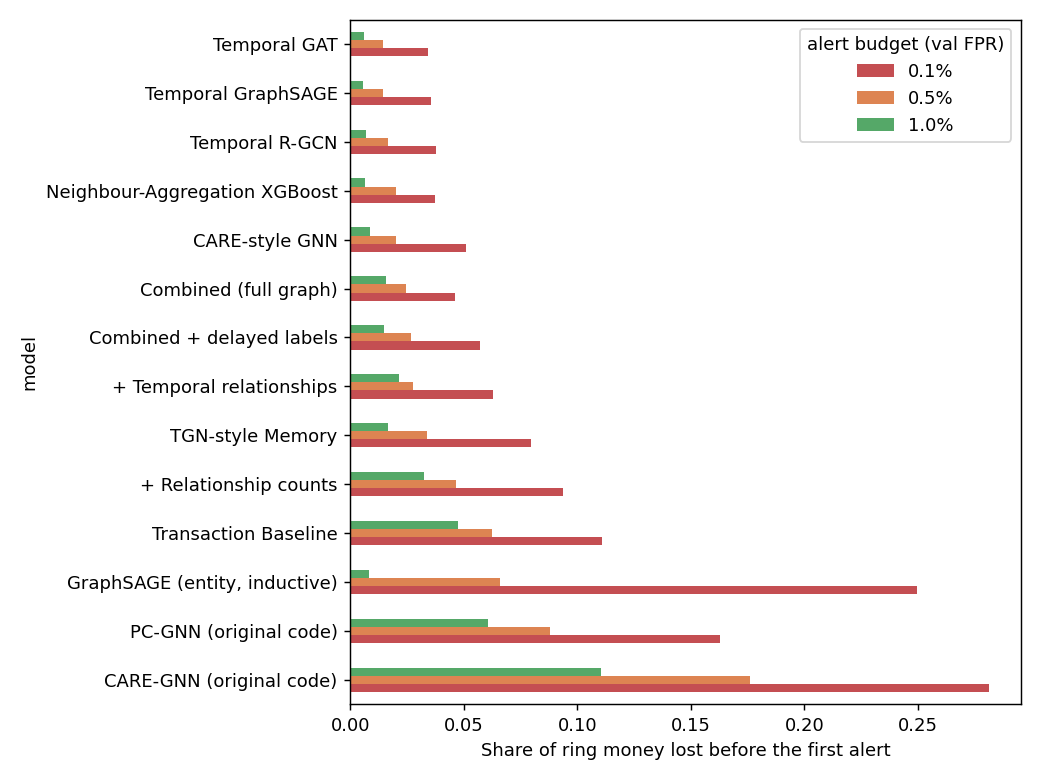 alert budget (val FPR)
0.1%
0.5%
1.0%
model
Temporal GAT
Temporal GraphSAGE
Temporal R-GCN
Neighbour-Aggregation XGBoost
CARE-style GNN
Combined (full graph)
Combined + delayed labels
+ Temporal relationships
TGN-style Memory
+ Relationship counts
Transaction Baseline
GraphSAGE (entity, inductive)
PC-GNN (original code)
CARE-GNN (original code)
0.00 0.05 0.10 0.15 0.20 0.25
Share of ring money lost before the first alert